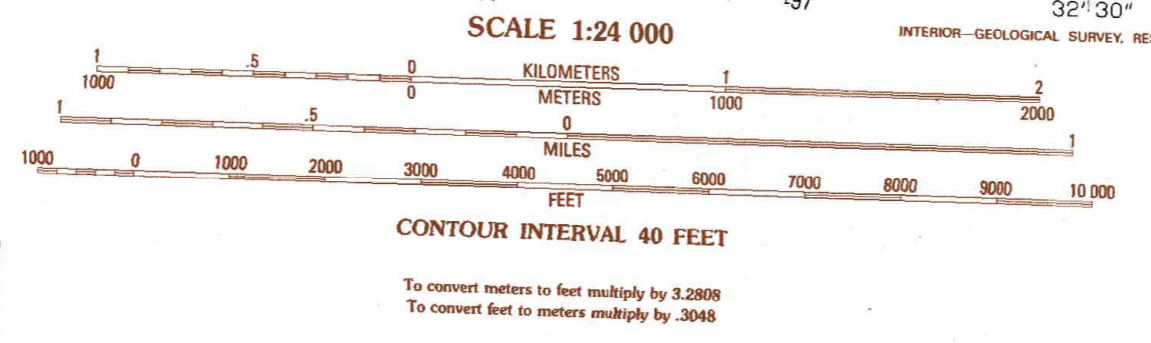 32'30"
SCALE 1:24 000
INTERIOR—GEOLOGICAL SURVEY,
1 .5 0 KILOMETERS 1 2
1000 0 METERS 1000 2000
1 .5 0 1
MILES
1000 0 1000 2000 3000 4000 5000 6000 7000 8000 9000 10 000
FEET
CONTOUR INTERVAL 40 FEET
To convert meters to feet multiply by 3.2808
To convert feet to meters multiply by .3048